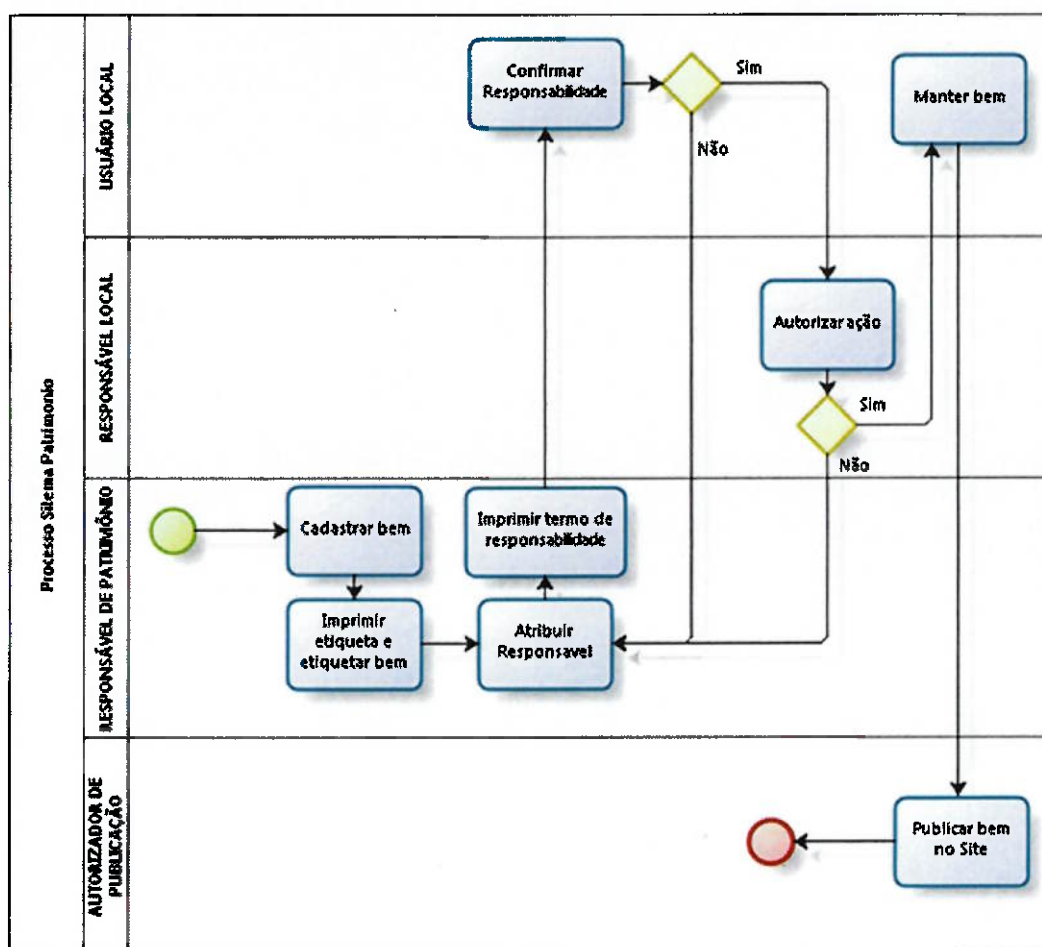 Processo Sitema Patrimonio
USUÁRIO LOCAL
Confirmar
Responsabilidade
Sim
Não
Manter bem
RESPONSÁVEL LOCAL
Autorizar ação
Sim
Não
RESPONSÁVEL DE PATRIMÔNIO
Cadastrar bem
Imprimir termo de
responsabilidade
Imprimir
etiqueta e
etiquetar bem
Atribuir
Responsavel
AUTORIZADOR DE
PUBLICAÇÃO
Publicar bem
no Site